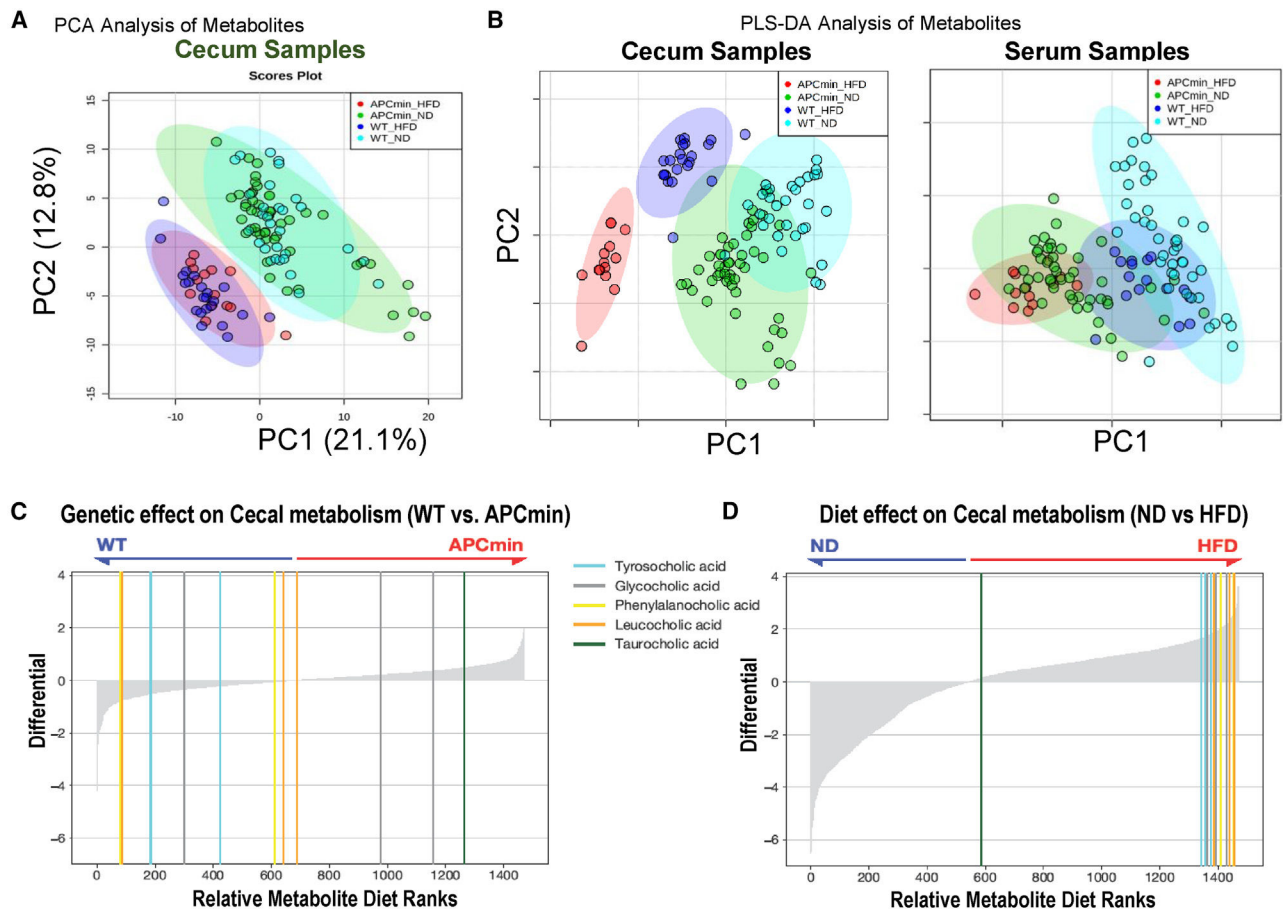 A PCA Analysis of Metabolites
Cecum Samples
Scores Plot
APCmin_HFD
APCmin_ND
WT_HFD
WT_ND
15
10
5
0
-5
-10
-15
PC2 (12.8%)
-10 0 10 20
PC1 (21.1%)
B PLS-DA Analysis of Metabolites
Cecum Samples
APCmin_HFD
APCmin_ND
WT_HFD
WT_ND
PC2
PC1
Serum Samples
APCmin_HFD
APCmin_ND
WT_HFD
WT_ND
PC1
C Genetic effect on Cecal metabolism (WT vs. APCmin)
WT APCmin
4
2
0
−2
−4
−6
Differential
0 200 400 600 800 1000 1200 1400
Relative Metabolite Diet Ranks
Tyrosocholic acid
Glycocholic acid
Phenylalanocholic acid
Leucocholic acid
Taurocholic acid
D Diet effect on Cecal metabolism (ND vs HFD)
ND HFD
4
2
0
−2
−4
−6
Differential
0 200 400 600 800 1000 1200 1400
Relative Metabolite Diet Ranks